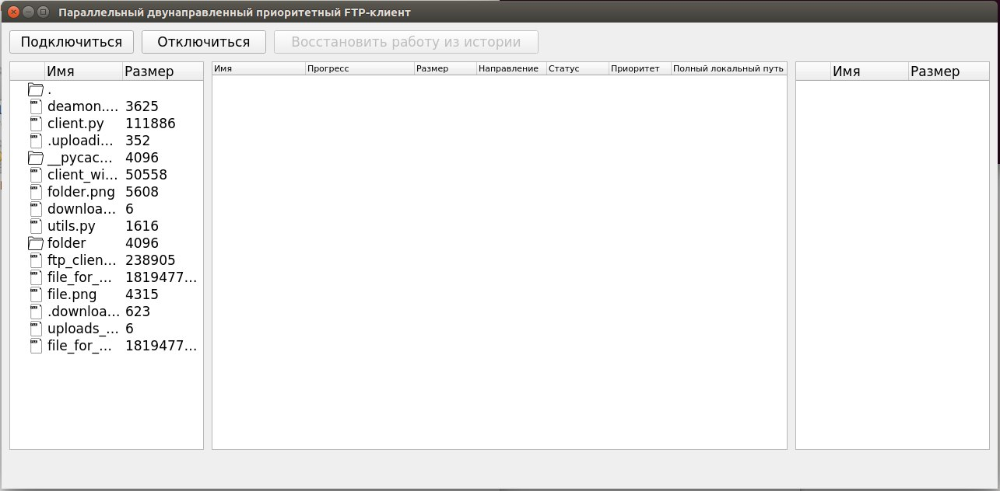 Параллельный двунаправленный приоритетный FTP-клиент
Подключиться Отключиться Восстановить работу из истории
Имя Размер Имя Прогресс Размер Направление Статус Приоритет Полный локальный путь Имя Размер
.
deamon.... 3625
client.py 111886
.uploadi... 352
__pycac... 4096
client_wi... 50558
folder.png 5608
downloa... 6
utils.py 1616
folder 4096
ftp_clien... 238905
file_for_... 1819477...
file.png 4315
.downloa... 623
uploads_... 6
file_for_... 1819477...